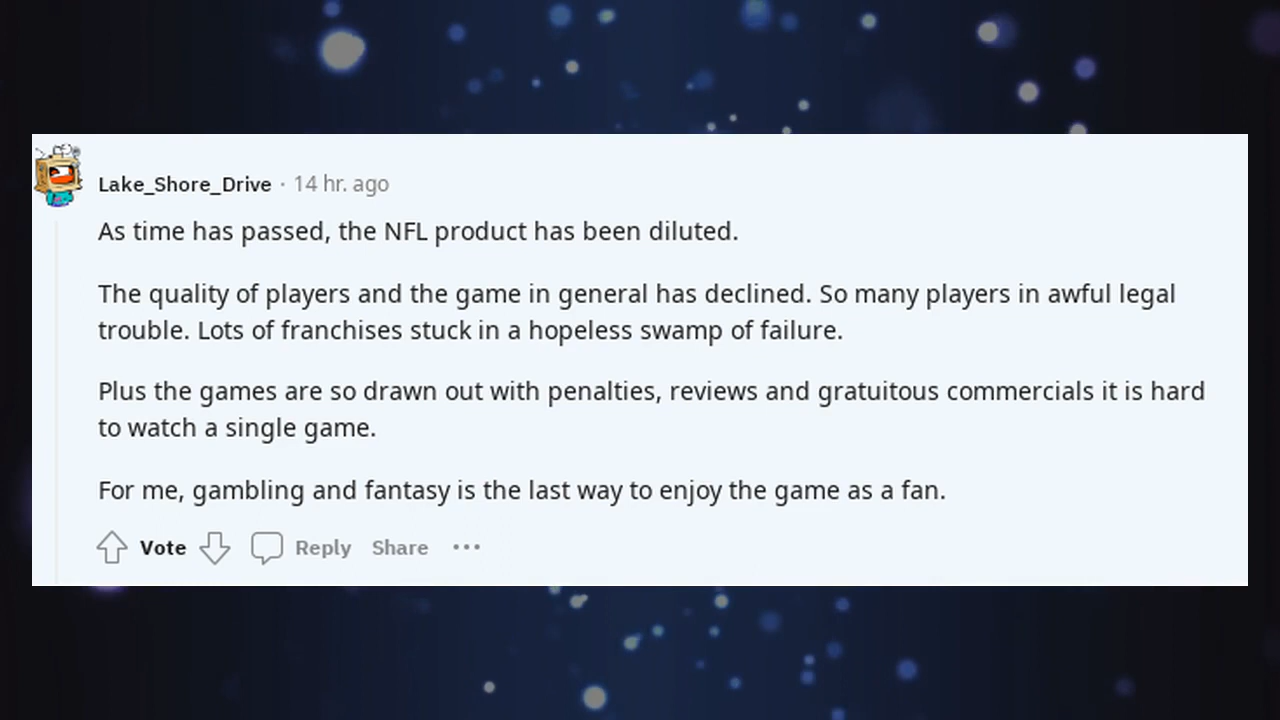 Lake_Shore_Drive · 14 hr. ago
As time has passed, the NFL product has been diluted.
The quality of players and the game in general has declined. So many players in awful legal
trouble. Lots of franchises stuck in a hopeless swamp of failure.
Plus the games are so drawn out with penalties, reviews and gratuitous commercials it is hard
to watch a single game.
For me, gambling and fantasy is the last way to enjoy the game as a fan.
Vote Reply Share •••